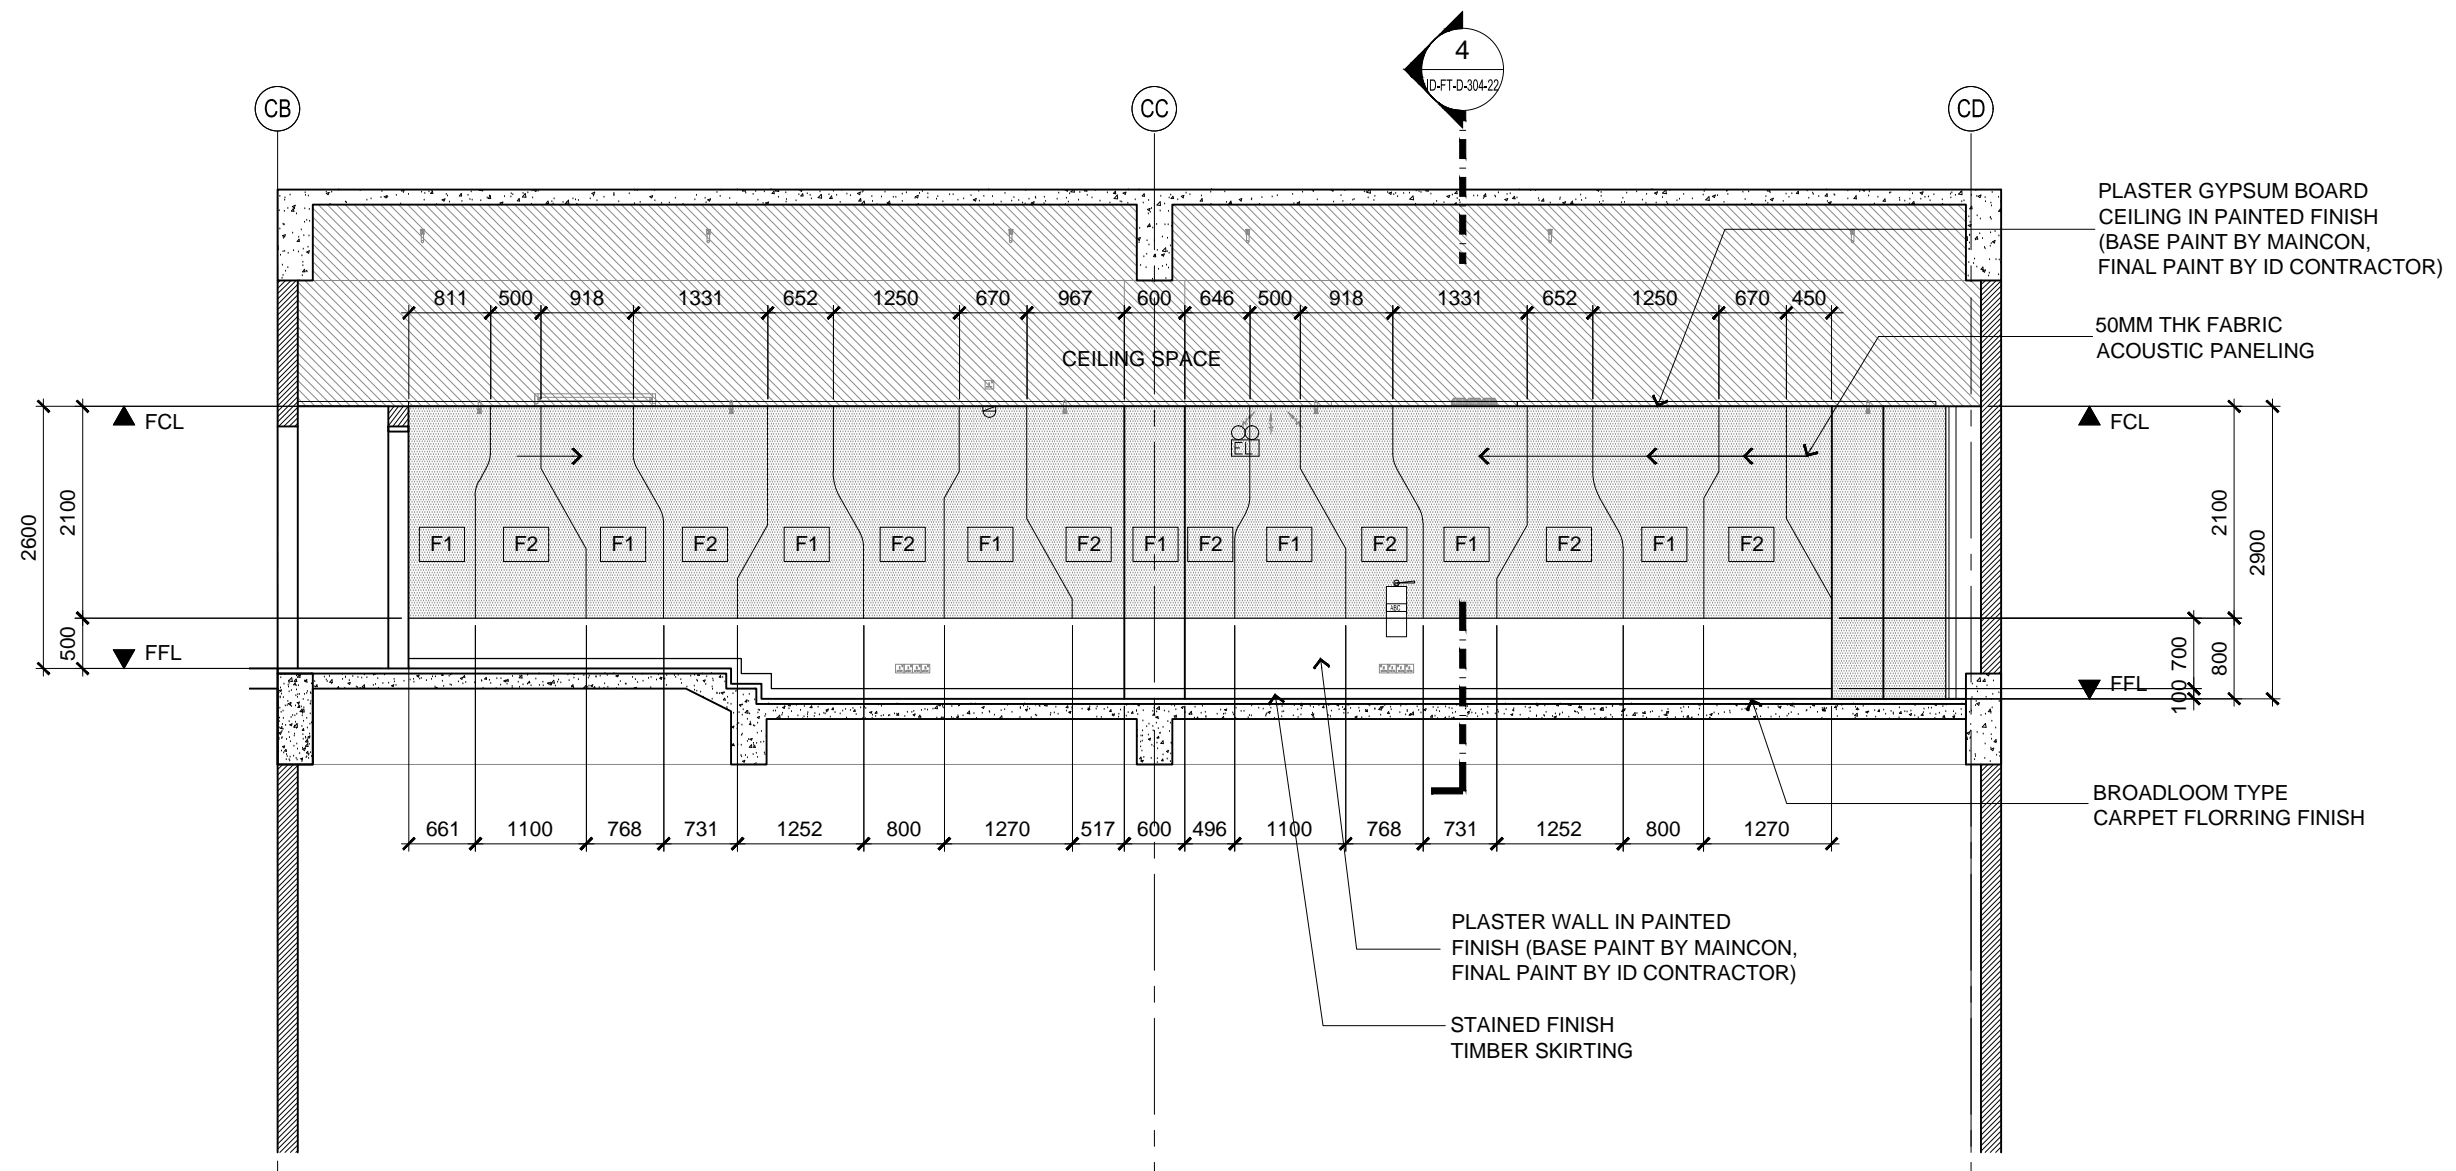 4
ID-FT-D-304-22
CB
CC
CD
PLASTER GYPSUM BOARD
CEILING IN PAINTED FINISH
(BASE PAINT BY MAINCON,
FINAL PAINT BY ID CONTRACTOR)
811 500 918 1331 652 1250 670 967 600 646 500 918 1331 652 1250 670 450
50MM THK FABRIC
ACOUSTIC PANELING
CEILING SPACE
FCL
FCL
EL
2600
2100
500
2100
2900
F1 F2 F1 F2 F1 F2 F1 F2 F1 F2 F1 F2 F1 F2 F1 F2
ABC
FFL
FFL
700
800
100
BROADLOOM TYPE
CARPET FLORRING FINISH
661 1100 768 731 1252 800 1270 517 600 496 1100 768 731 1252 800 1270
PLASTER WALL IN PAINTED
FINISH (BASE PAINT BY MAINCON,
FINAL PAINT BY ID CONTRACTOR)
STAINED FINISH
TIMBER SKIRTING